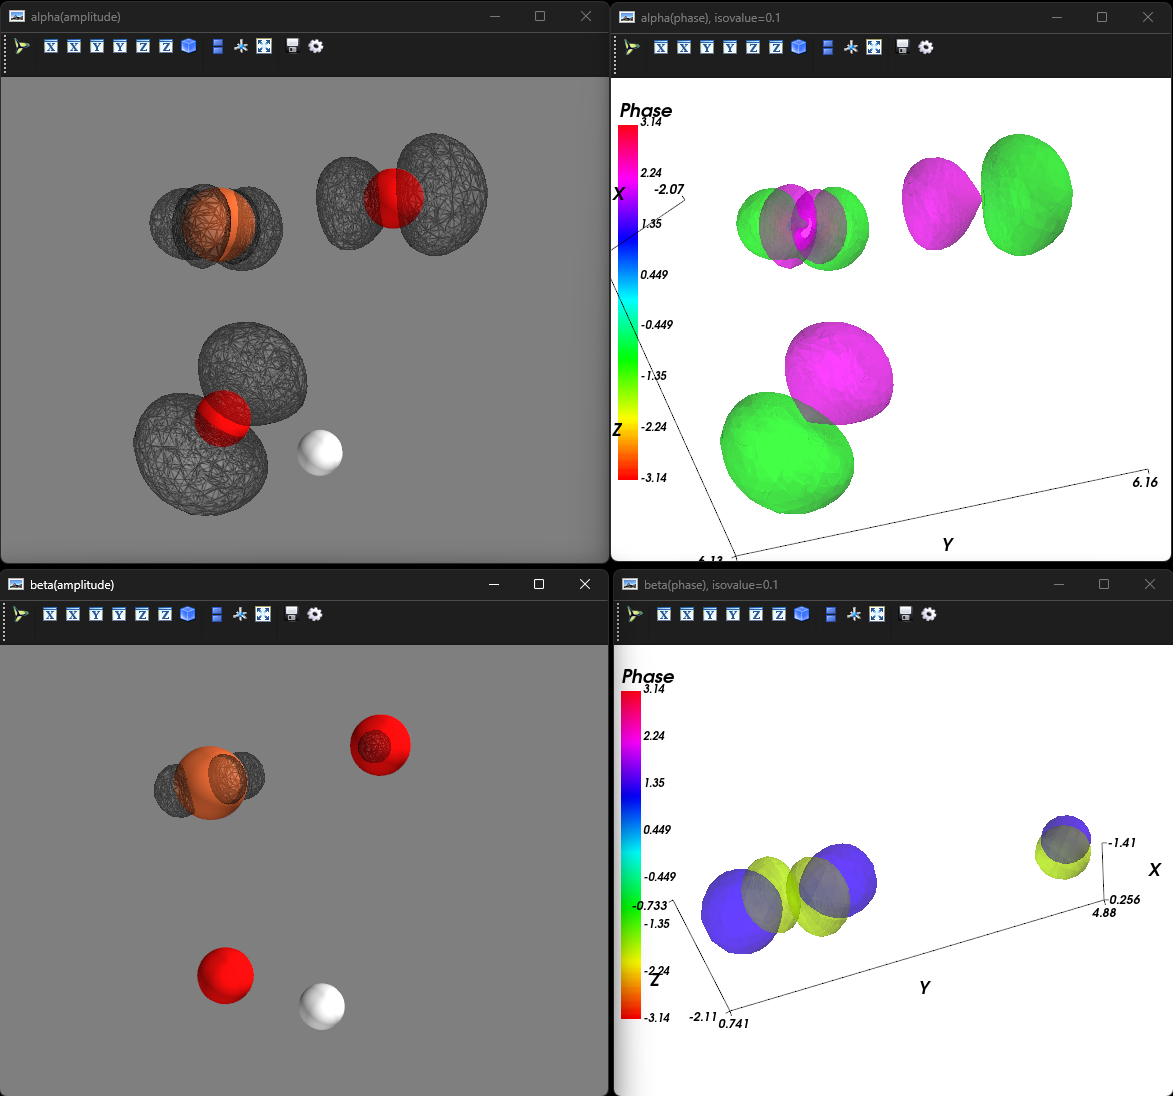 alpha(amplitude)
X X Y Y Z Z
alpha(phase), isovalue=0.1
X X Y Y Z Z
Phase
3.14
2.24
X
-2.07
1.35
0.449
-0.449
-1.35
-2.24
Z
-3.14
6.16
Y
beta(amplitude)
X X Y Y Z Z
beta(phase), isovalue=0.1
X X Y Y Z Z
Phase
3.14
2.24
1.35
0.449
-1.41
X
-0.449
-0.733
0.256
4.88
-1.35
-2.24
Z
Y
-3.14
-2.11
0.741